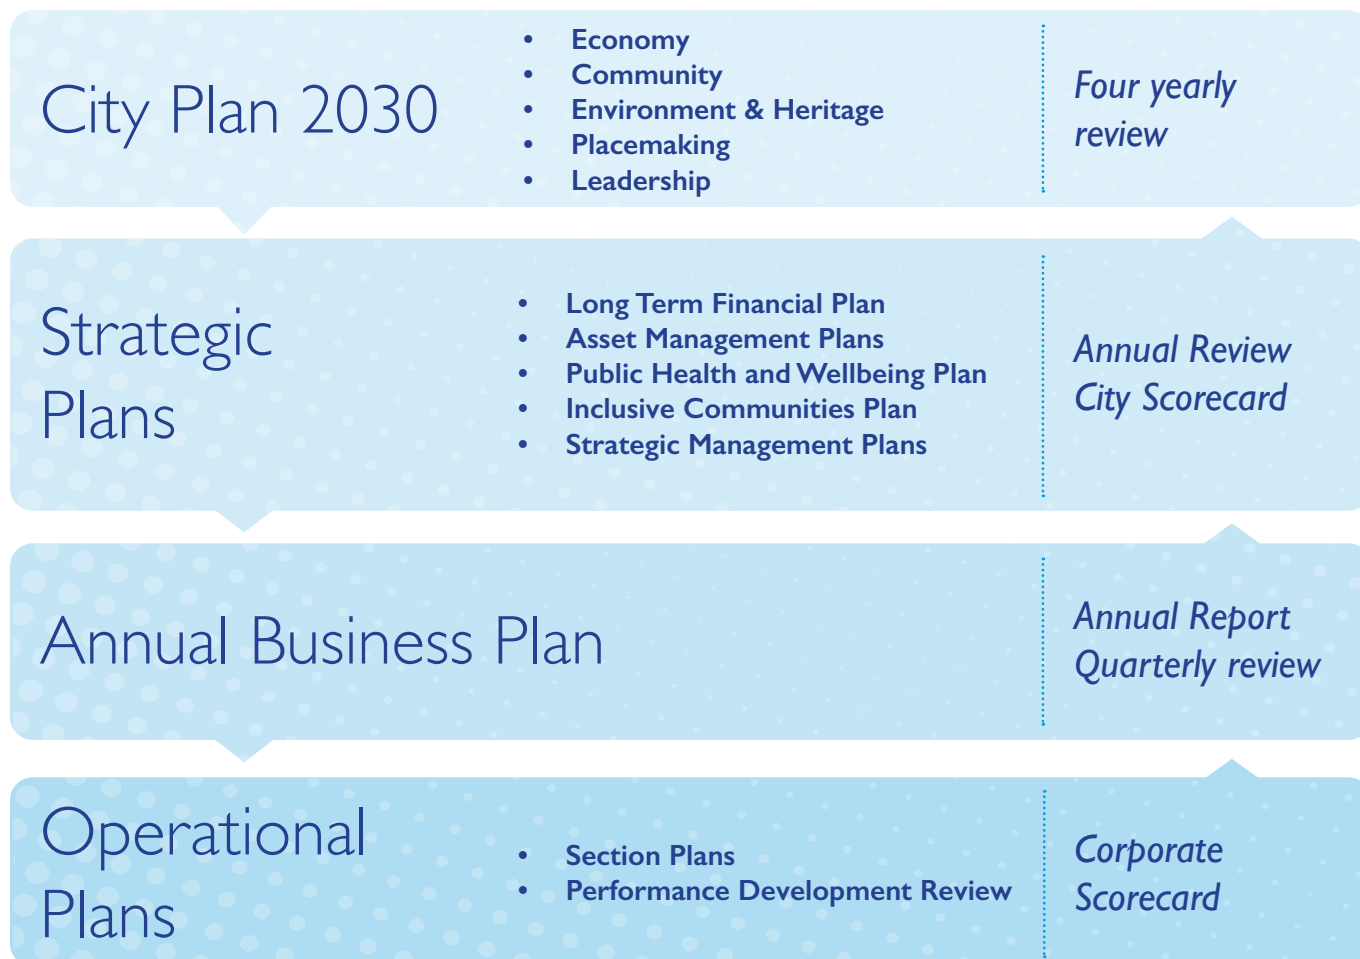 City Plan 2030
• Economy
• Community
• Environment & Heritage
• Placemaking
• Leadership
Four yearly
review
Strategic
Plans
• Long Term Financial Plan
• Asset Management Plans
• Public Health and Wellbeing Plan
• Inclusive Communities Plan
• Strategic Management Plans
Annual Review
City Scorecard
Annual Business Plan
Annual Report
Quarterly review
Operational
Plans
• Section Plans
• Performance Development Review
Corporate
Scorecard